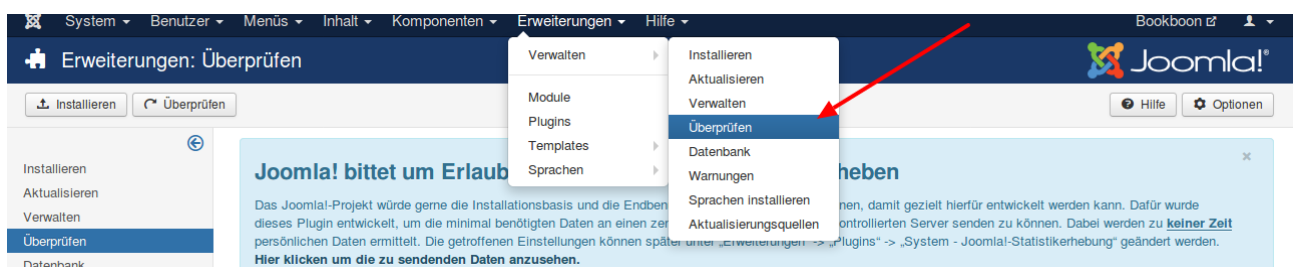 System Benutzer Menüs Inhalt Komponenten Erweiterungen Hilfe Bookboon
Erweiterungen: Überprüfen
Joomla!®
Installieren Überprüfen
Hilfe Optionen
Verwalten
Module
Plugins
Templates
Sprachen
Installieren
Aktualisieren
Verwalten
Überprüfen
Datenbank
Warnungen
Sprachen installieren
Aktualisierungsquellen
Installieren
Aktualisieren
Verwalten
Überprüfen
Datenbank
Joomla! bittet um heben
Das Joomla!-Projekt würde gerne die Installationsbasis und die nen, damit gezielt hierfür entwickelt werden kann. Dafür wurde
dieses Plugin entwickelt, um die minimal benötigten Daten an einen Server senden zu können. Dabei werden zu keiner Zeit
persönlichen Daten ermittelt. Die getroffenen Einstellungen können später unter „Erweiterungen" -> „Plugins“ -> „System - Joomla!-Statistikerhebung“ geändert werden.
Hier klicken um die zu sendenden Daten anzusehen.